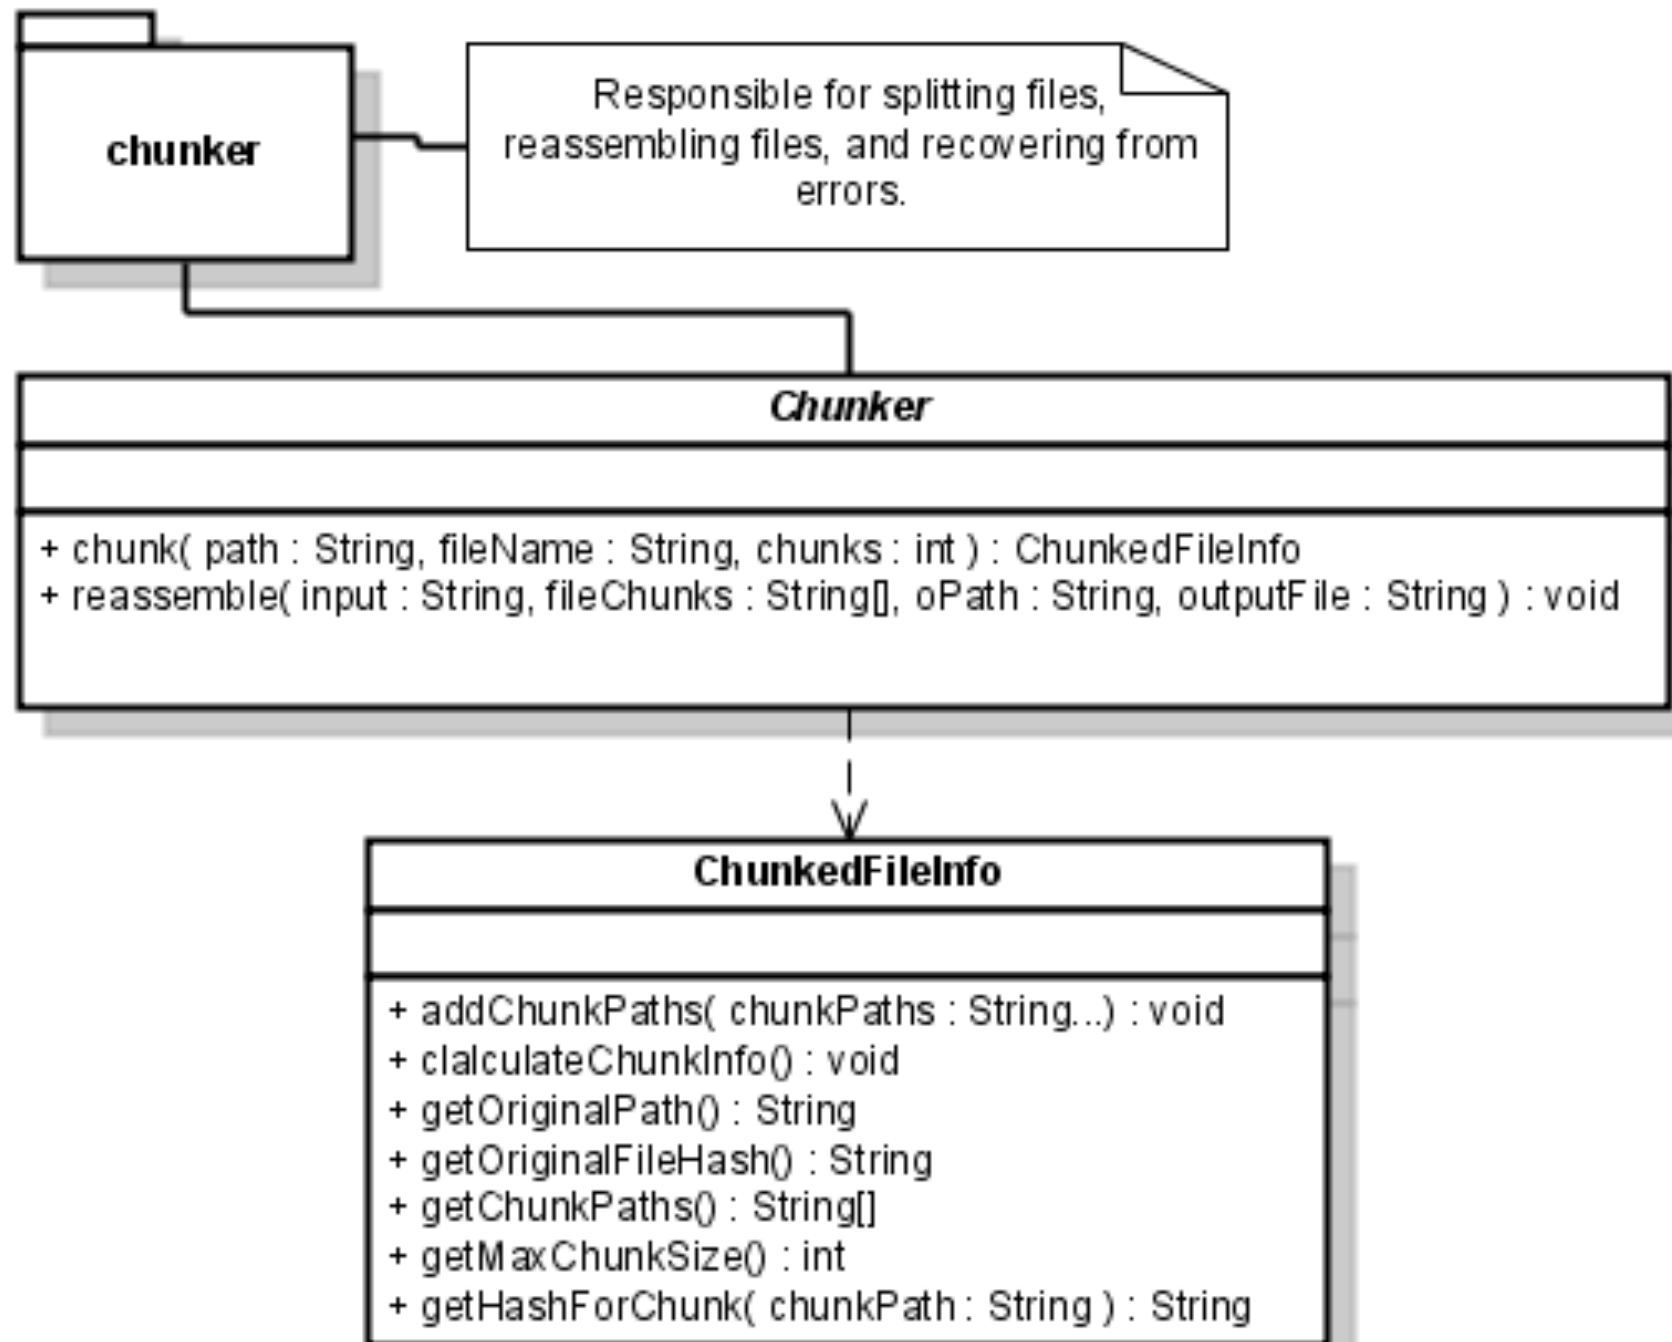 chunker
Responsible for splitting files,
reassembling files, and recovering from
errors.
Chunker
+ chunk( path : String, fileName : String, chunks : int ) : ChunkedFileInfo
+ reassemble( input : String, fileChunks : String[], oPath : String, outputFile : String ) : void
ChunkedFileInfo
+ addChunkPaths( chunkPaths : String...) : void
+ clalculateChunkInfo() : void
+ getOriginalPath() : String
+ getOriginalFileHash() : String
+ getChunkPaths() : String[]
+ getMaxChunkSize() : int
+ getHashForChunk( chunkPath : String ) : String